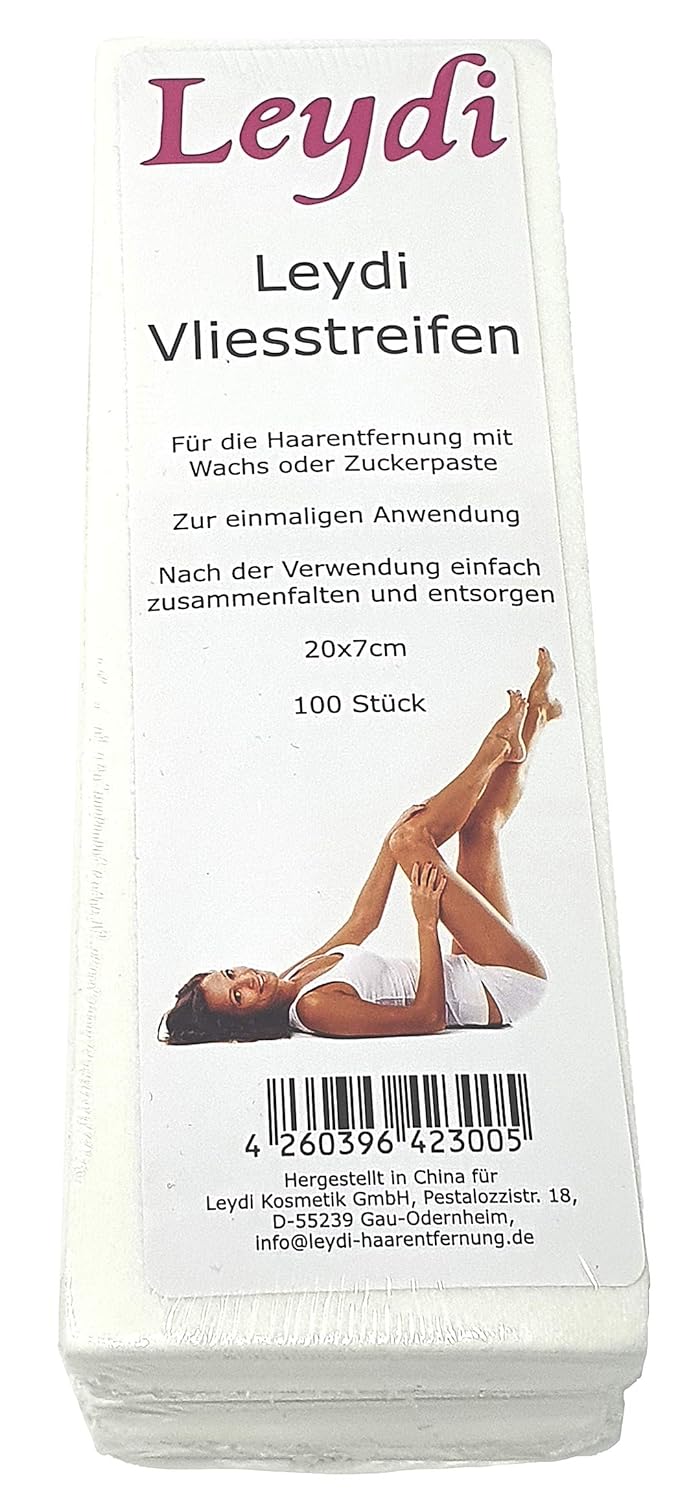 Leydi
Leydi
Vliesstreifen
Für die Haarentfernung mit
Wachs oder Zuckerpaste
Zur einmaligen Anwendung
Nach der Verwendung einfach
zusammenfalten und entsorgen
20x7cm
100 Stück
4 260396 423005
Hergestellt in China für
Leydi Kosmetik GmbH, Pestalozzistr. 18,
D-55239 Gau-Odernheim,
info@leydi-haarentfernung.de